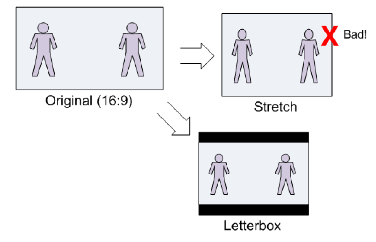 X Bad!
Original (16:9)
Stretch
Letterbox